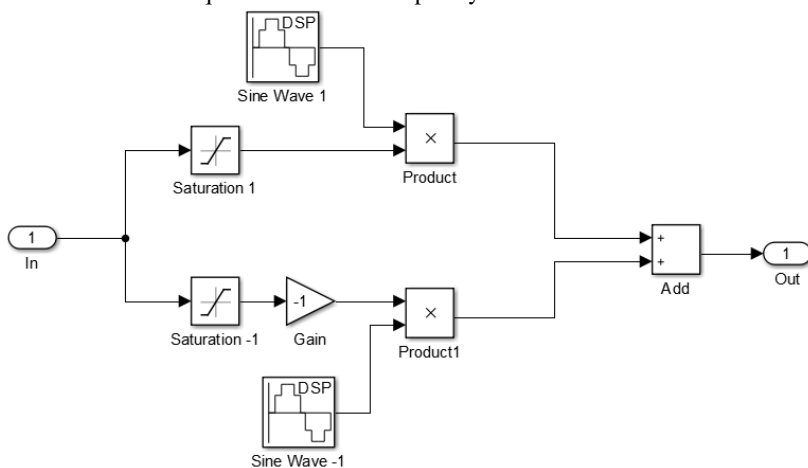 DSP
Sine Wave 1
×
Product
Saturation 1
1
In
+
+
Add
1
Out
-1
Saturation -1
Gain
×
Product1
DSP
Sine Wave -1